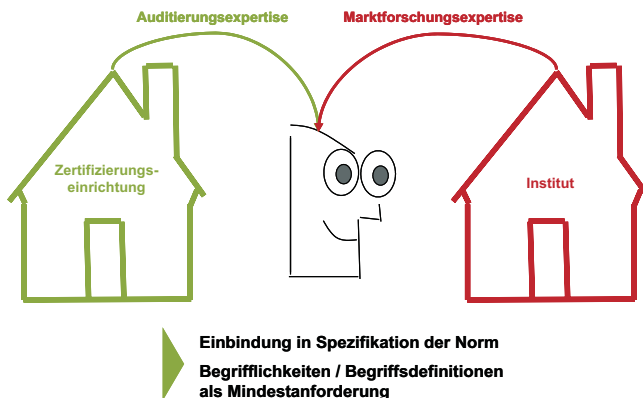 Auditierungsexpertise
Marktforschungsexpertise
Zertifizierungs-
einrichtung
Institut
Einbindung in Spezifikation der Norm
Begrifflichkeiten / Begriffsdefinitionen
als Mindestanforderung